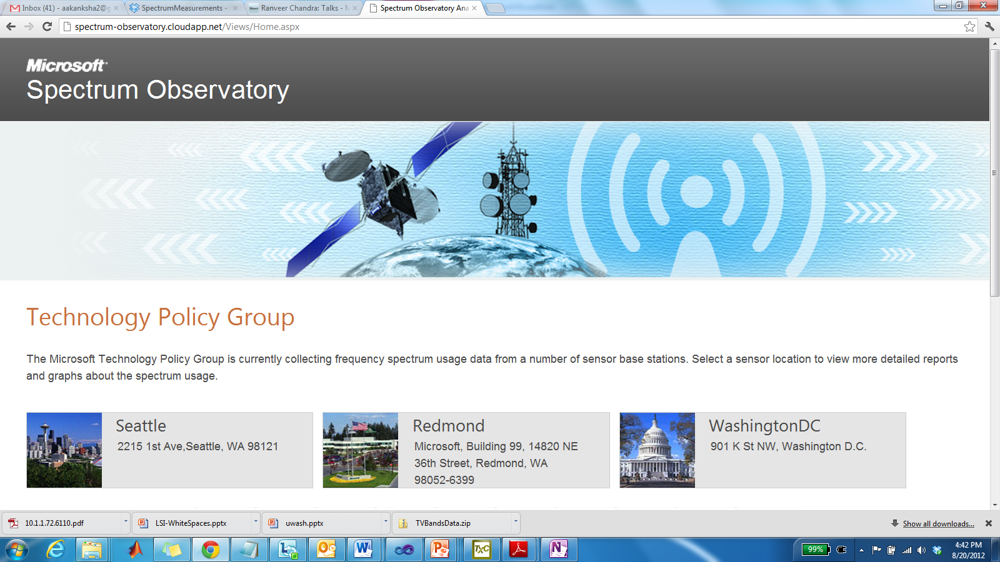 Inbox (41) - aakanksha2@g
SpectrumMeasurements -
Ranveer Chandra: Talks - M
Spectrum Observatory Ana
spectrum-observatory.cloudapp.net/Views/Home.aspx
Microsoft
Spectrum Observatory
Technology Policy Group
The Microsoft Technology Policy Group is currently collecting frequency spectrum usage data from a number of sensor base stations. Select a sensor location to view more detailed reports
and graphs about the spectrum usage.
Seattle
2215 1st Ave,Seattle, WA 98121
Redmond
Microsoft, Building 99, 14820 NE
36th Street, Redmond, WA
98052-6399
WashingtonDC
901 K St NW, Washington D.C.
10.1.1.72.6110.pdf
LSI-WhiteSpaces.pptx
uwash.pptx
TVBandsData.zip
Show all downloads...
TXC
99%
4:42 PM
8/20/2012